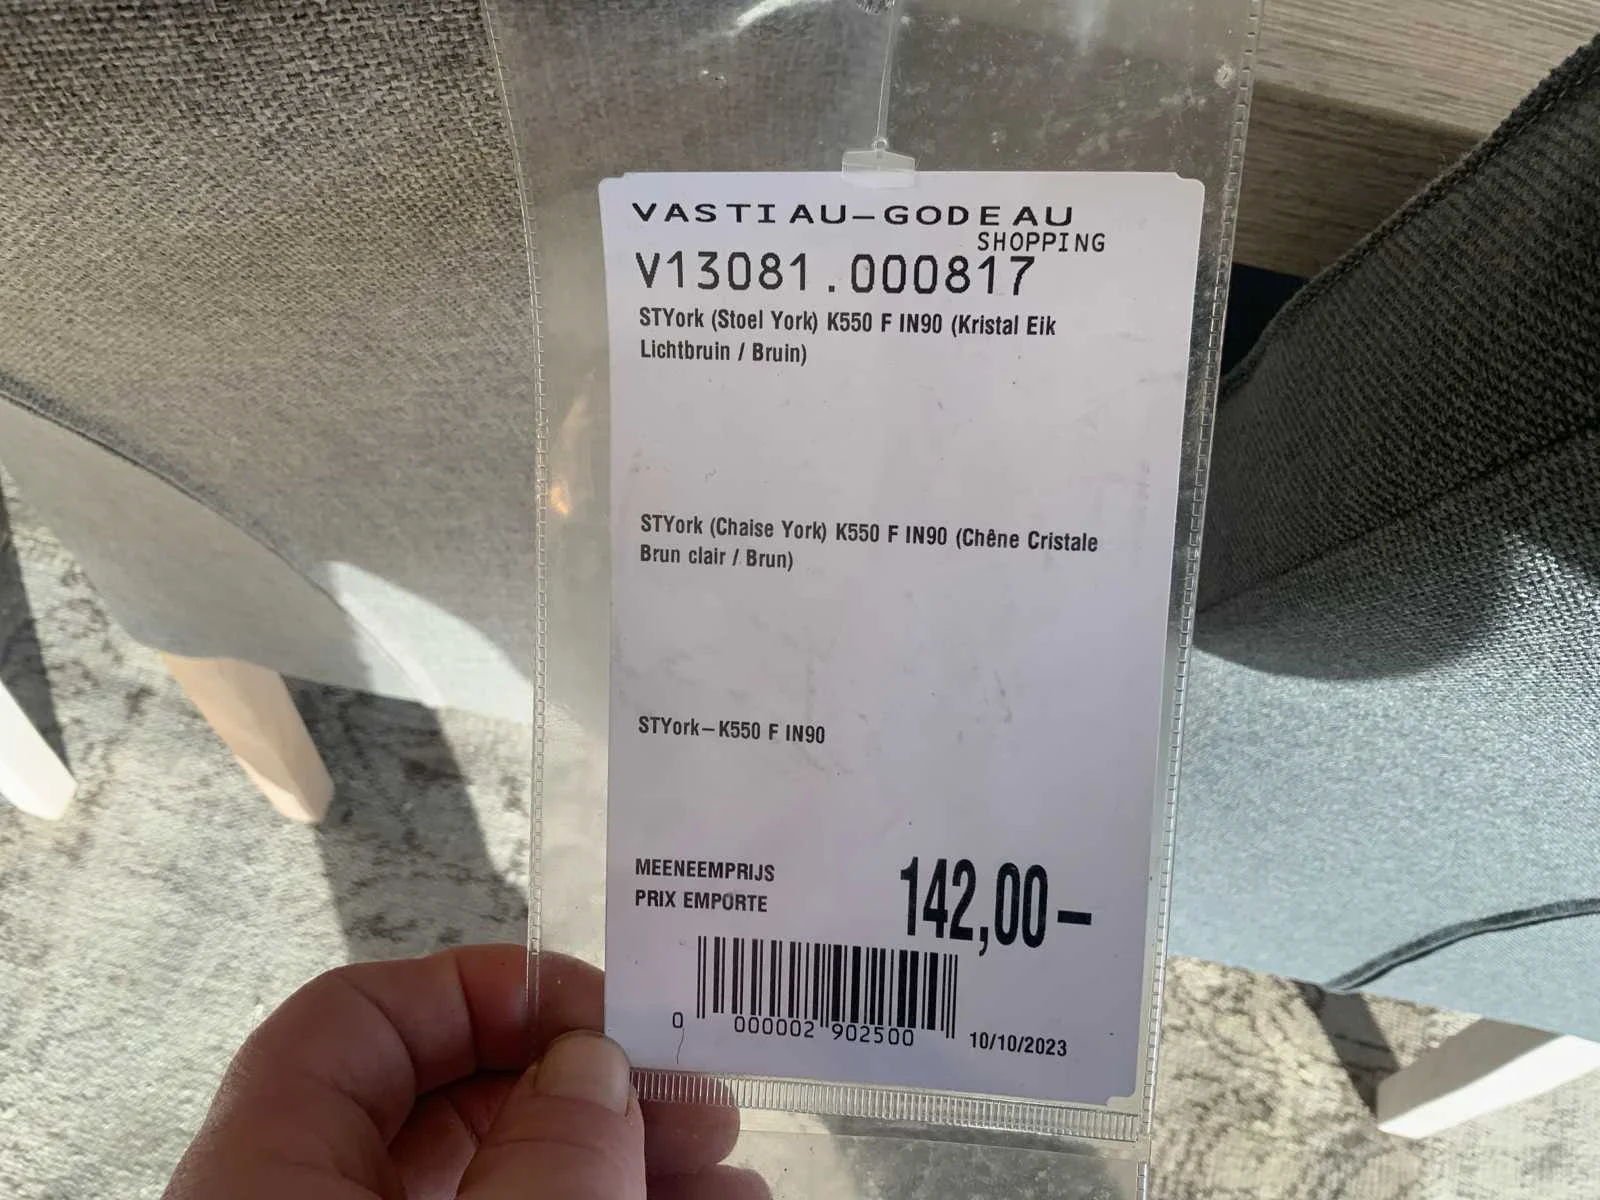 VASTIAU-GODEAU
SHOPPING
V13081.000817
STYork (Stoel York) K550 F IN90 (Kristal Eik
Lichtbruin / Bruin)
STYork (Chaise York) K550 F IN90 (Chêne Cristale
Brun clair / Brun)
STYork-K550 F IN90
MEENEEMPRIJS
PRIX EMPORTE
142,00-
0 000002 902500
10/10/2023